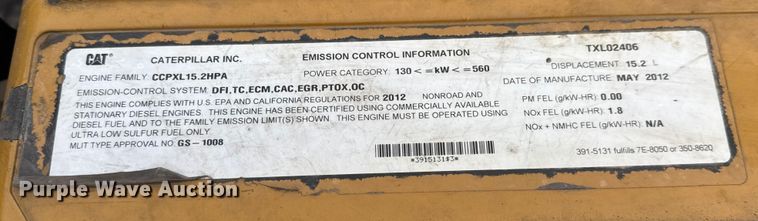 CAT CATERPILLAR INC. EMISSION CONTROL INFORMATION TXL02406
ENGINE FAMILY: CCPXL15.2HPA POWER CATEGORY: 130 <=kW<=560 DISPLACEMENT: 15.2 L
EMISSION-CONTROL SYSTEM: DFI,TC,ECM,CAC,EGR,PTOX,OC DATE OF MANUFACTURE: MAY 2012
THIS ENGINE COMPLIES WITH U.S. EPA AND CALIFORNIA REGULATIONS FOR 2012 NONROAD AND
STATIONARY DIESEL ENGINES. THIS ENGINE HAS BEEN CERTIFIED USING COMMERCIALLY AVAILABLE
DIESEL FUEL AND TO THE FAMILY EMISSION LIMIT(S) SHOWN. THIS ENGINE MUST BE OPERATED USING
ULTRA LOW SULFUR FUEL ONLY.
MLIT TYPE APPROVAL NO. GS-1008
PM FEL (g/kW-HR): 0.00
NOx FEL (g/kW-HR): 1.8
NOx + NMHC FEL (g/kW-HR): N/A
*3915131#3*
391-5131 fulfills 7E-8050 or 350-8620
Purple Wave Auction